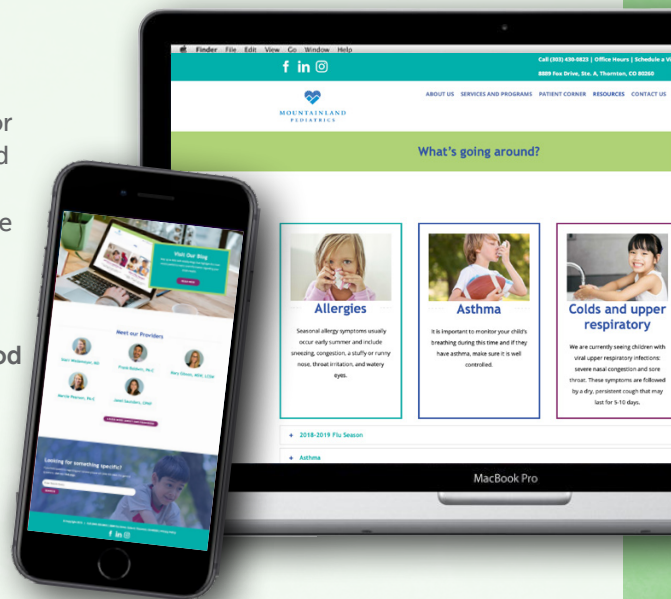 or
d
e
od
Finder File Edit View Go Window Help
f in
Call (303) 430-0823 | Office Hours | Schedule a Vi
8889 Fox Drive, Ste. A, Thornton, CO 80260
MOUNTAINLAND
PEDIATRICS
ABOUT US SERVICES AND PROGRAMS PATIENT CORNER RESOURCES CONTACT US
What's going around?
Allergies
Seasonal allergy symptoms usually
occur early summer and include
sneezing, congestion, a stuffy or runny
nose, throat irritation, and watery
eyes.
Asthma
It is important to monitor your child's
breathing during this time and if they
have asthma, make sure it is well
controlled.
Colds and upper
respiratory
We are currently seeing children with
viral upper respiratory infections:
severe nasal congestion and sore
throat. These symptoms are followed
by a dry, persistent cough that may
last for 5-10 days.
+ 2018-2019 Flu Season
+ Asthma
MacBook Pro
Visit Our Blog
Meet our Providers
Looking for something specific?
f in